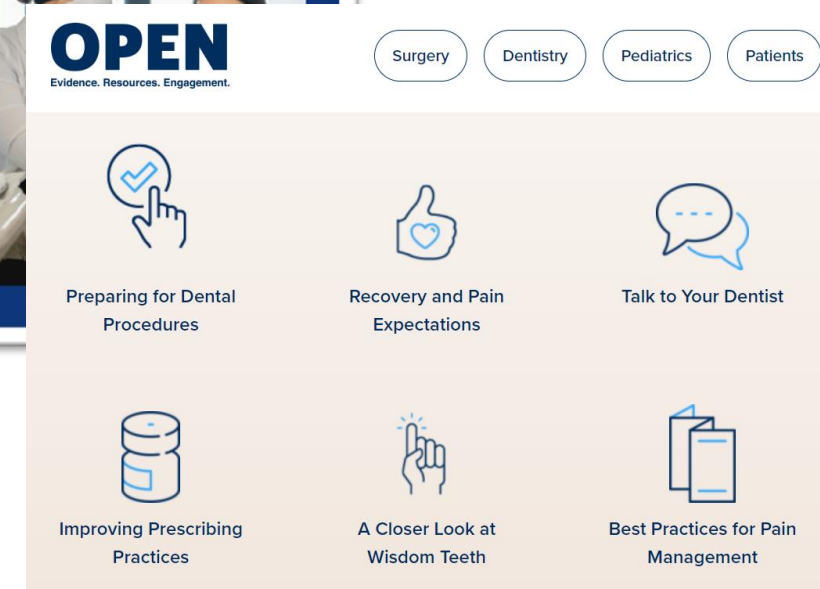 OPEN
Evidence. Resources. Engagement.
Surgery
Dentistry
Pediatrics
Patients
Preparing for Dental
Procedures
Recovery and Pain
Expectations
Talk to Your Dentist
Improving Prescribing
Practices
A Closer Look at
Wisdom Teeth
Best Practices for Pain
Management